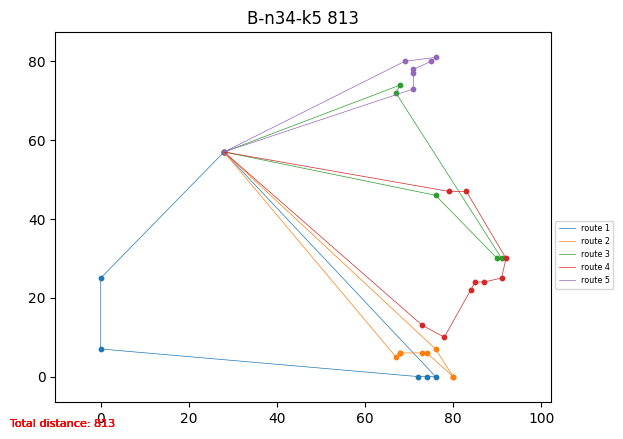 B-n34-k5 813
80
60
40
20
0
0 20 40 60 80 100
route 1
route 2
route 3
route 4
route 5
Total distance: 813